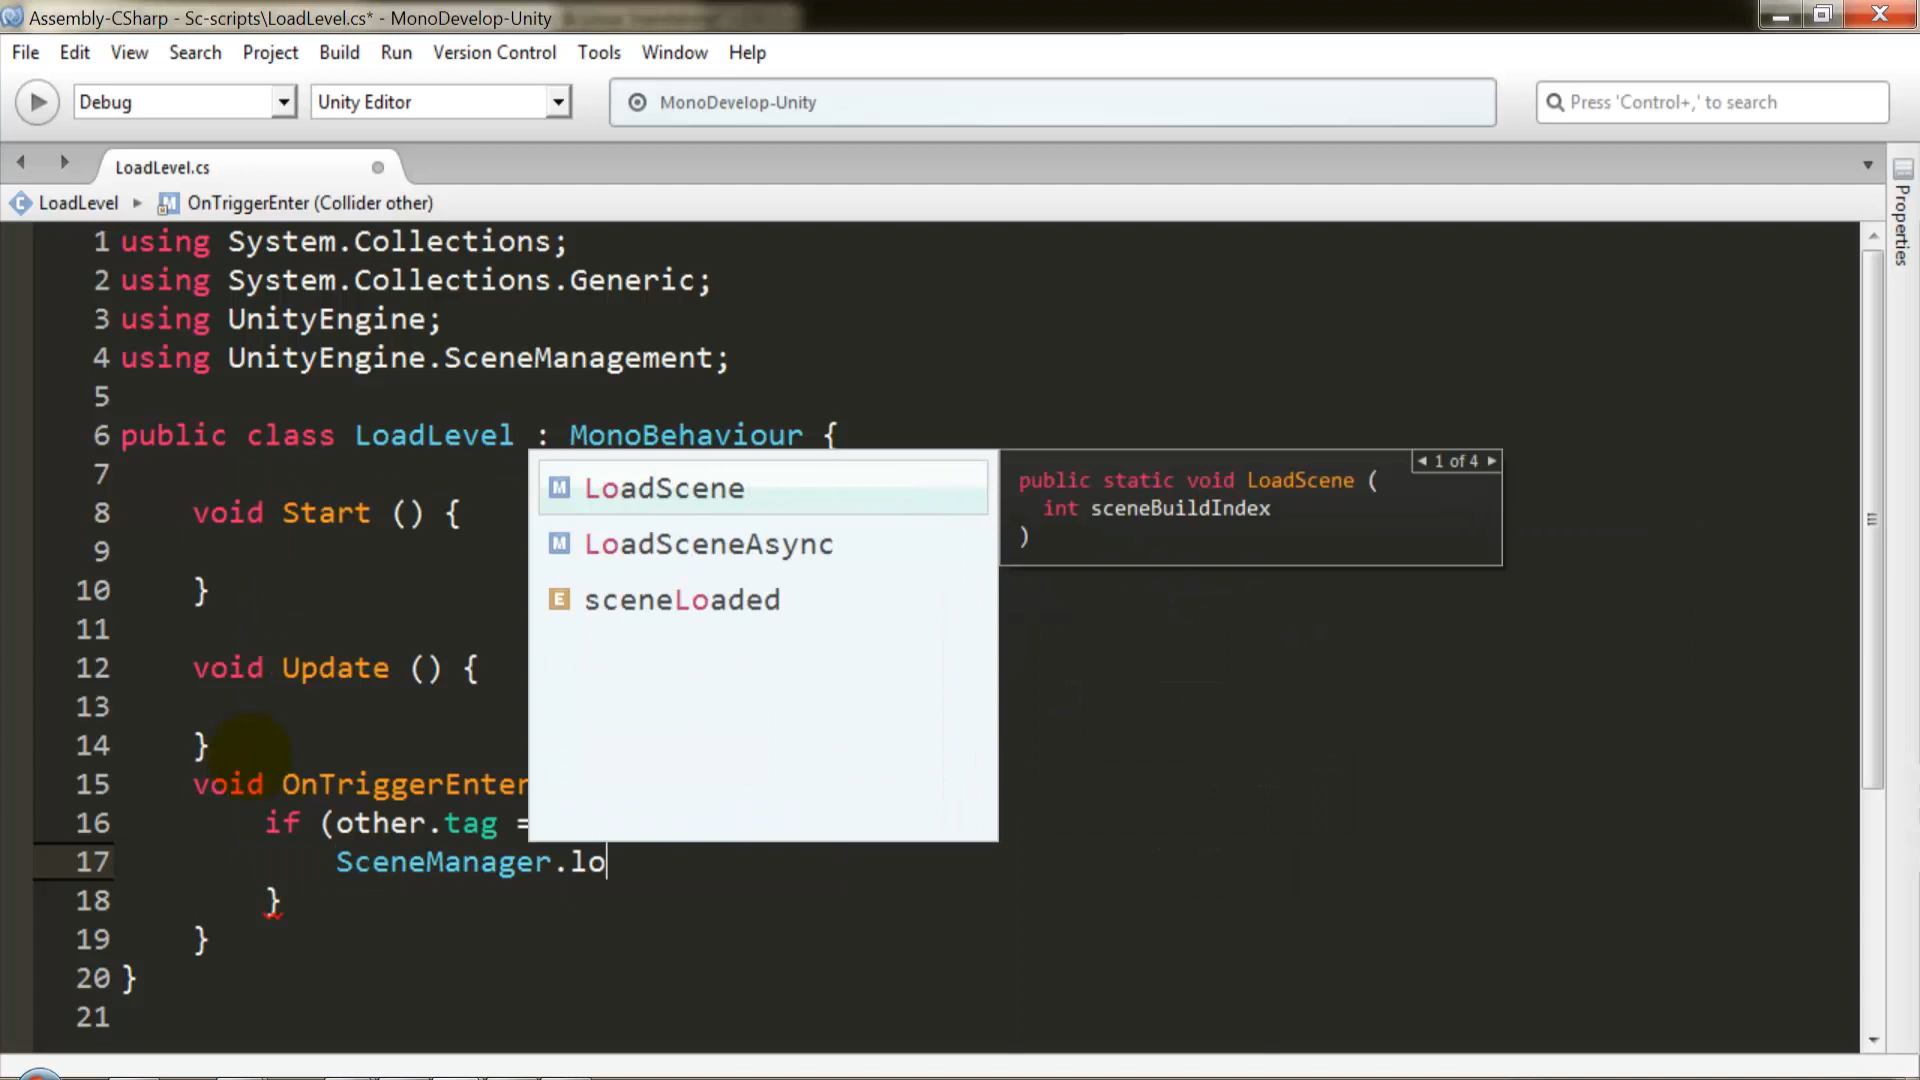 Assembly-CSharp - Sc-scripts\LoadLevel.cs* - MonoDevelop-Unity
File Edit View Search Project Build Run Version Control Tools Window Help
Debug Unity Editor MonoDevelop-Unity Press 'Control+,' to search
LoadLevel.cs
LoadLevel OnTriggerEnter (Collider other)
Properties
1 using System.Collections;
2 using System.Collections.Generic;
3 using UnityEngine;
4 using UnityEngine.SceneManagement;
5
6 public class LoadLevel : MonoBehaviour {
7
8 void Start () {
9
10 }
11
12 void Update () {
13
14 }
15 void OnTriggerEnter
16 if (other.tag =
17 SceneManager.lo
18 }
19 }
20 }
21
M LoadScene
M LoadSceneAsync
E sceneLoaded
1 of 4
public static void LoadScene (
int sceneBuildIndex
)